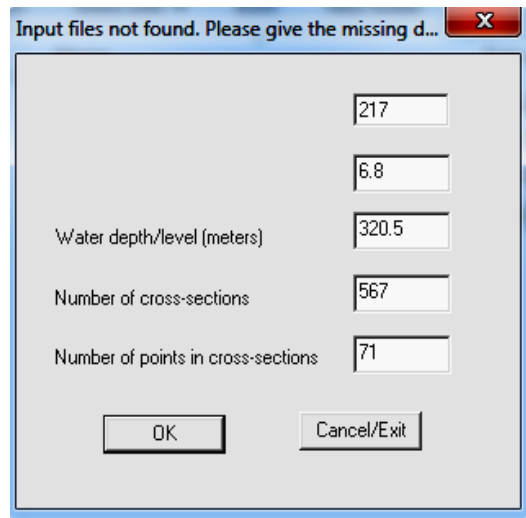 Input files not found. Please give the missing d...
X
217
6.8
Water depth/level (meters) 320.5
Number of cross-sections 567
Number of points in cross-sections 71
OK Cancel/Exit